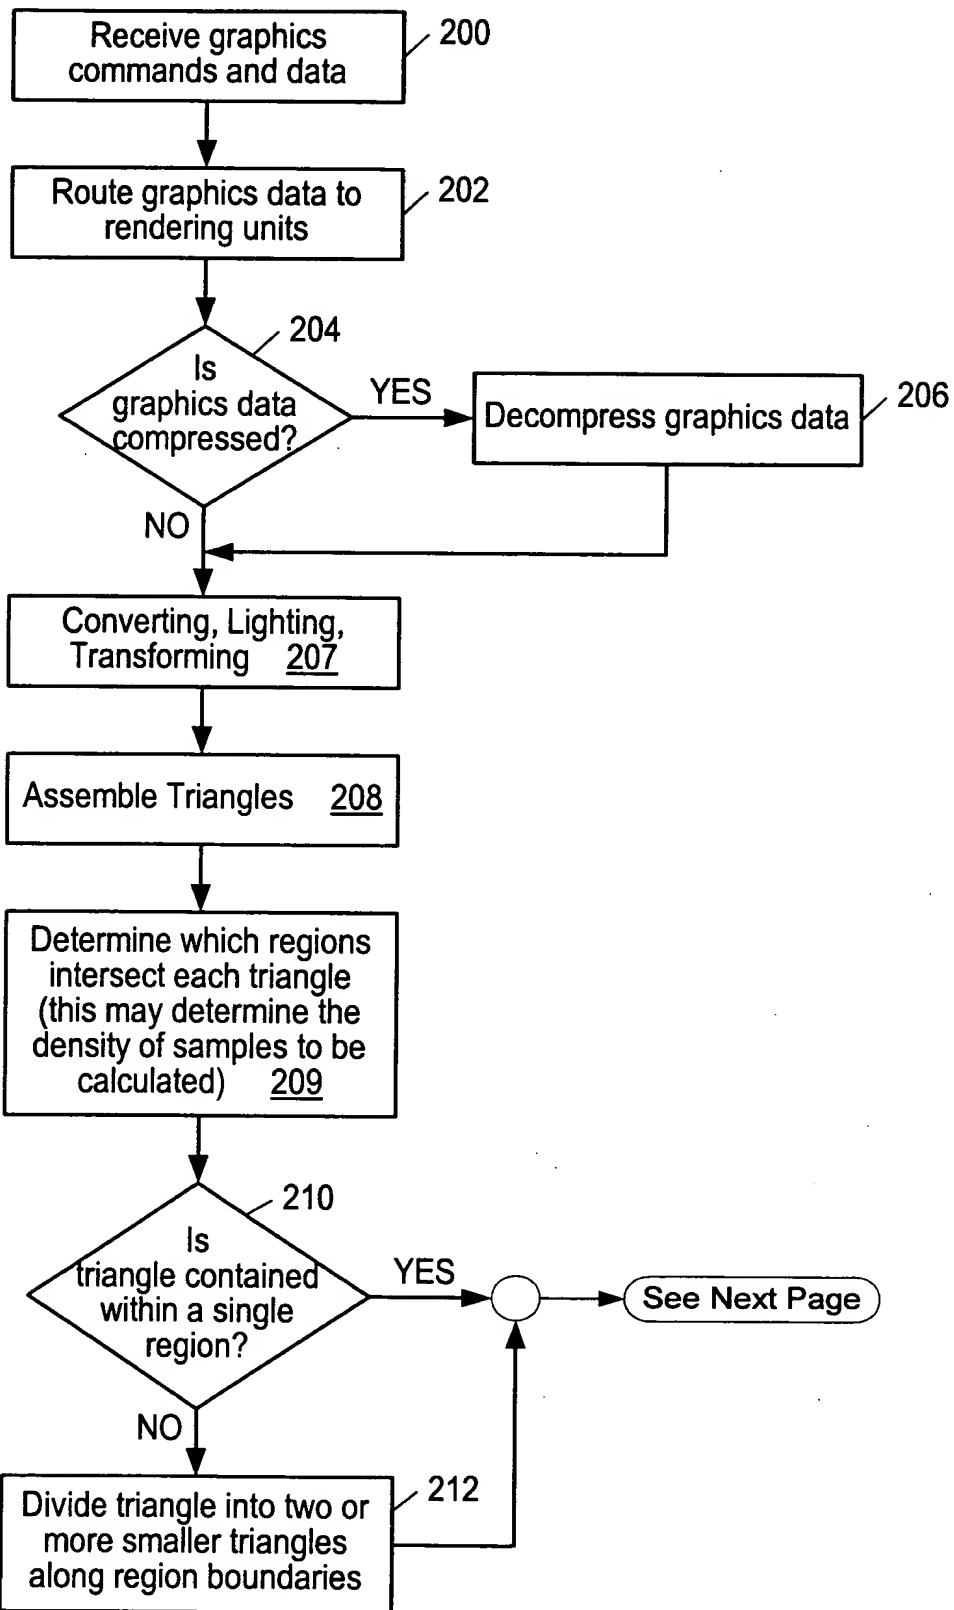 Receive graphics
commands and data
200
Route graphics data to
rendering units
202
204
Is
graphics data
compressed?
YES
Decompress graphics data
206
NO
Converting, Lighting,
Transforming 207
Assemble Triangles 208
Determine which regions
intersect each triangle
(this may determine the
density of samples to be
calculated) 209
210
Is
triangle contained
within a single
region?
YES
See Next Page
NO
Divide triangle into two or
more smaller triangles
along region boundaries
212